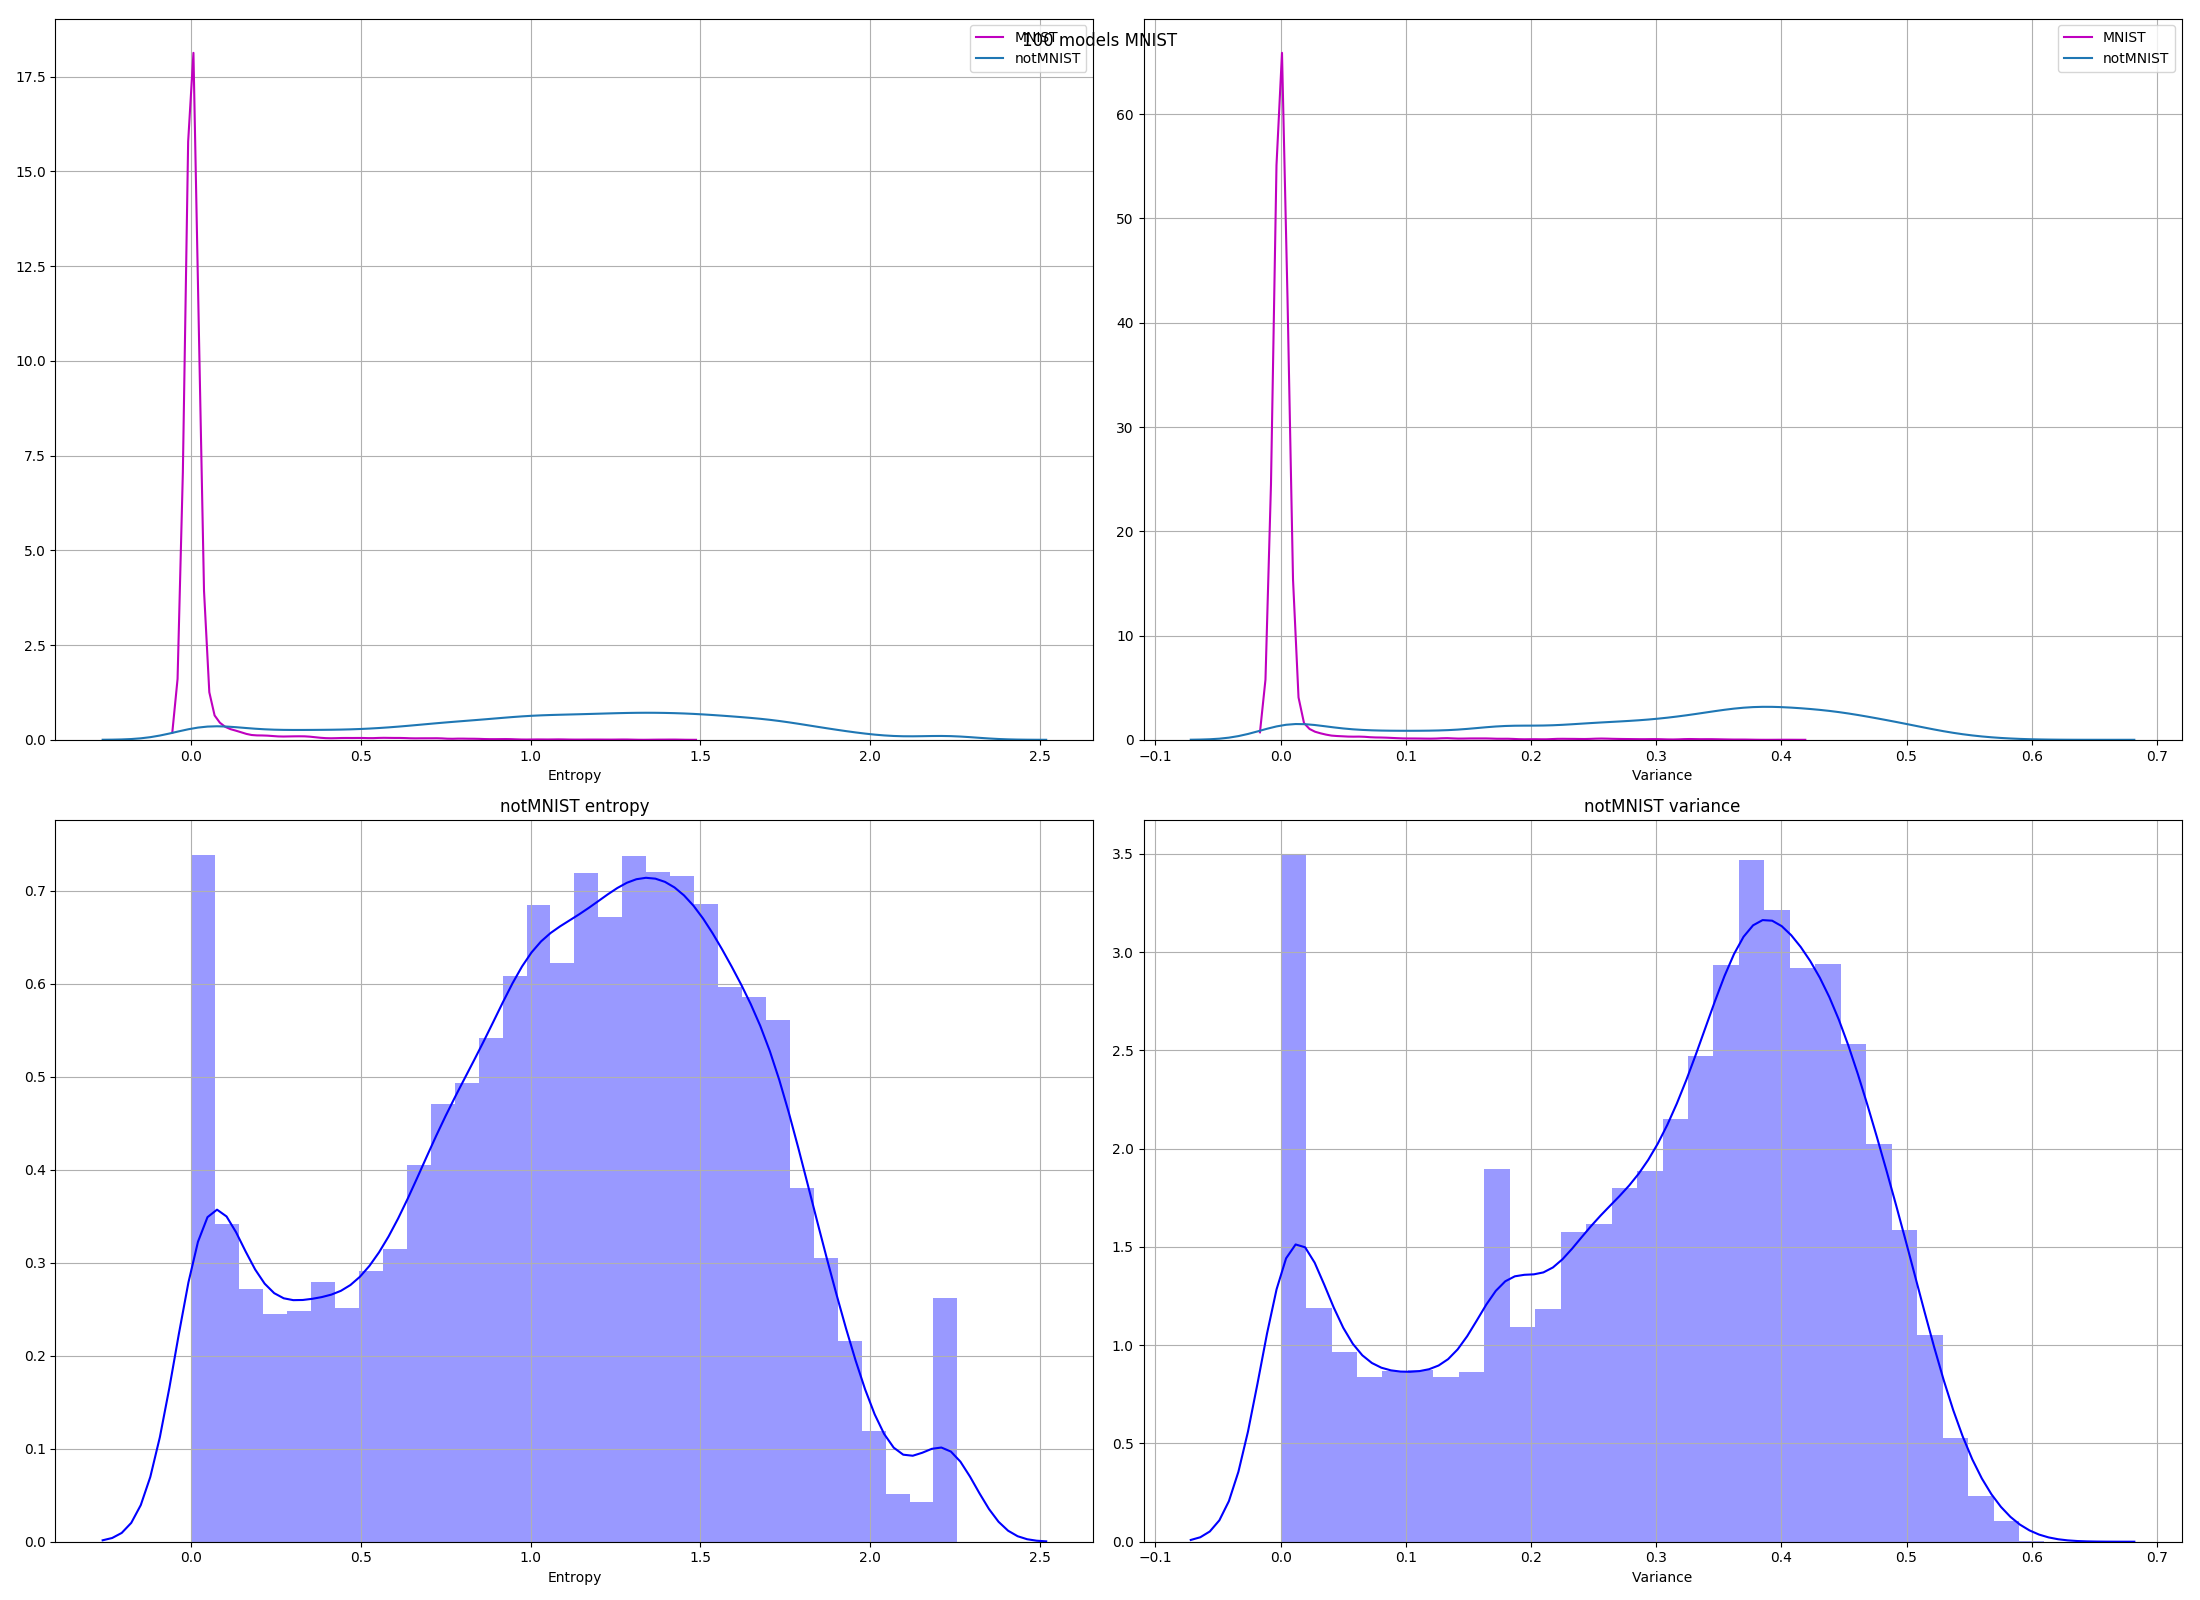 100 models MNIST
MNIST
notMNIST
17.5
15.0
12.5
10.0
7.5
5.0
2.5
0.0
0.0 0.5 1.0 1.5 2.0 2.5
Entropy
MNIST
notMNIST
60
50
40
30
20
10
0
−0.1 0.0 0.1 0.2 0.3 0.4 0.5 0.6 0.7
Variance
notMNIST entropy
0.7
0.6
0.5
0.4
0.3
0.2
0.1
0.0
0.0 0.5 1.0 1.5 2.0 2.5
Entropy
notMNIST variance
3.5
3.0
2.5
2.0
1.5
1.0
0.5
0.0
−0.1 0.0 0.1 0.2 0.3 0.4 0.5 0.6 0.7
Variance